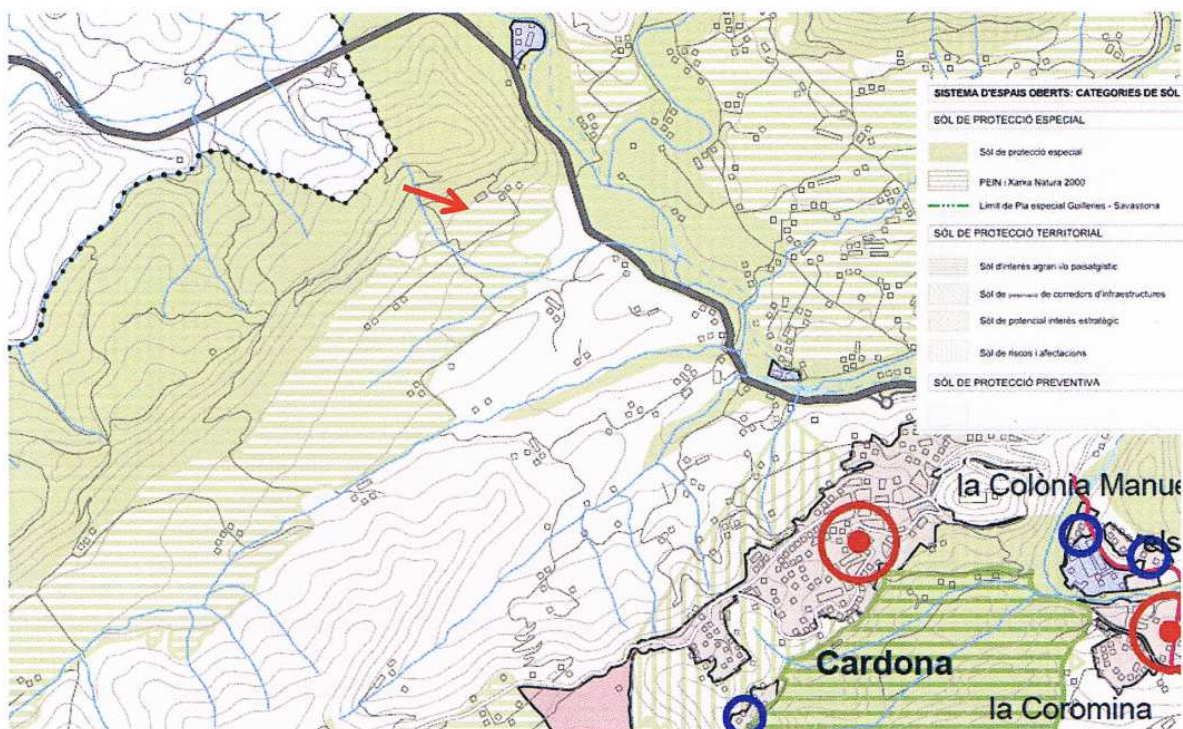 SISTEMA D'ESPAIS OBERTS: CATEGORIES DE SÒL
SÒL DE PROTECCIÓ ESPECIAL
Sòl de protecció especial
PEIN i Xarxa Natura 2000
Límit de Pla especial Guilleries - Savassona
SÒL DE PROTECCIÓ TERRITORIAL
Sòl d'interès agrari i/o paisatgístic
Sòl de de corredors d'infraestructures
Sòl de potencial interès estratègic
Sòl de riscos i afectacions
SÒL DE PROTECCIÓ PREVENTIVA
la Colònia Manue
els
Cardona
la Coromina